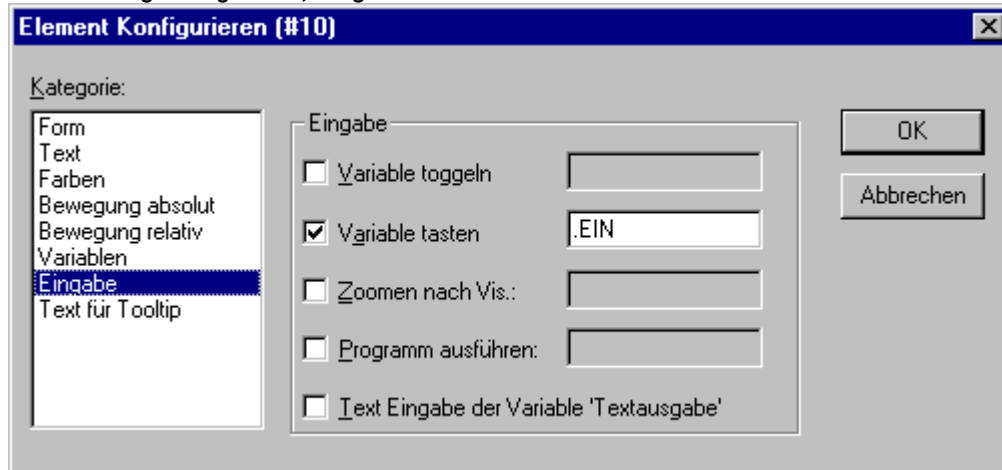 Element Konfigurieren (#10)
Kategorie:
Form
Text
Farben
Bewegung absolut
Bewegung relativ
Variablen
Eingabe
Text für Tooltip
Eingabe
Variable toggeln
Variable tasten .EIN
Zoomen nach Vis.:
Programm ausführen:
Text Eingabe der Variable 'Textausgabe'
OK
Abbrechen